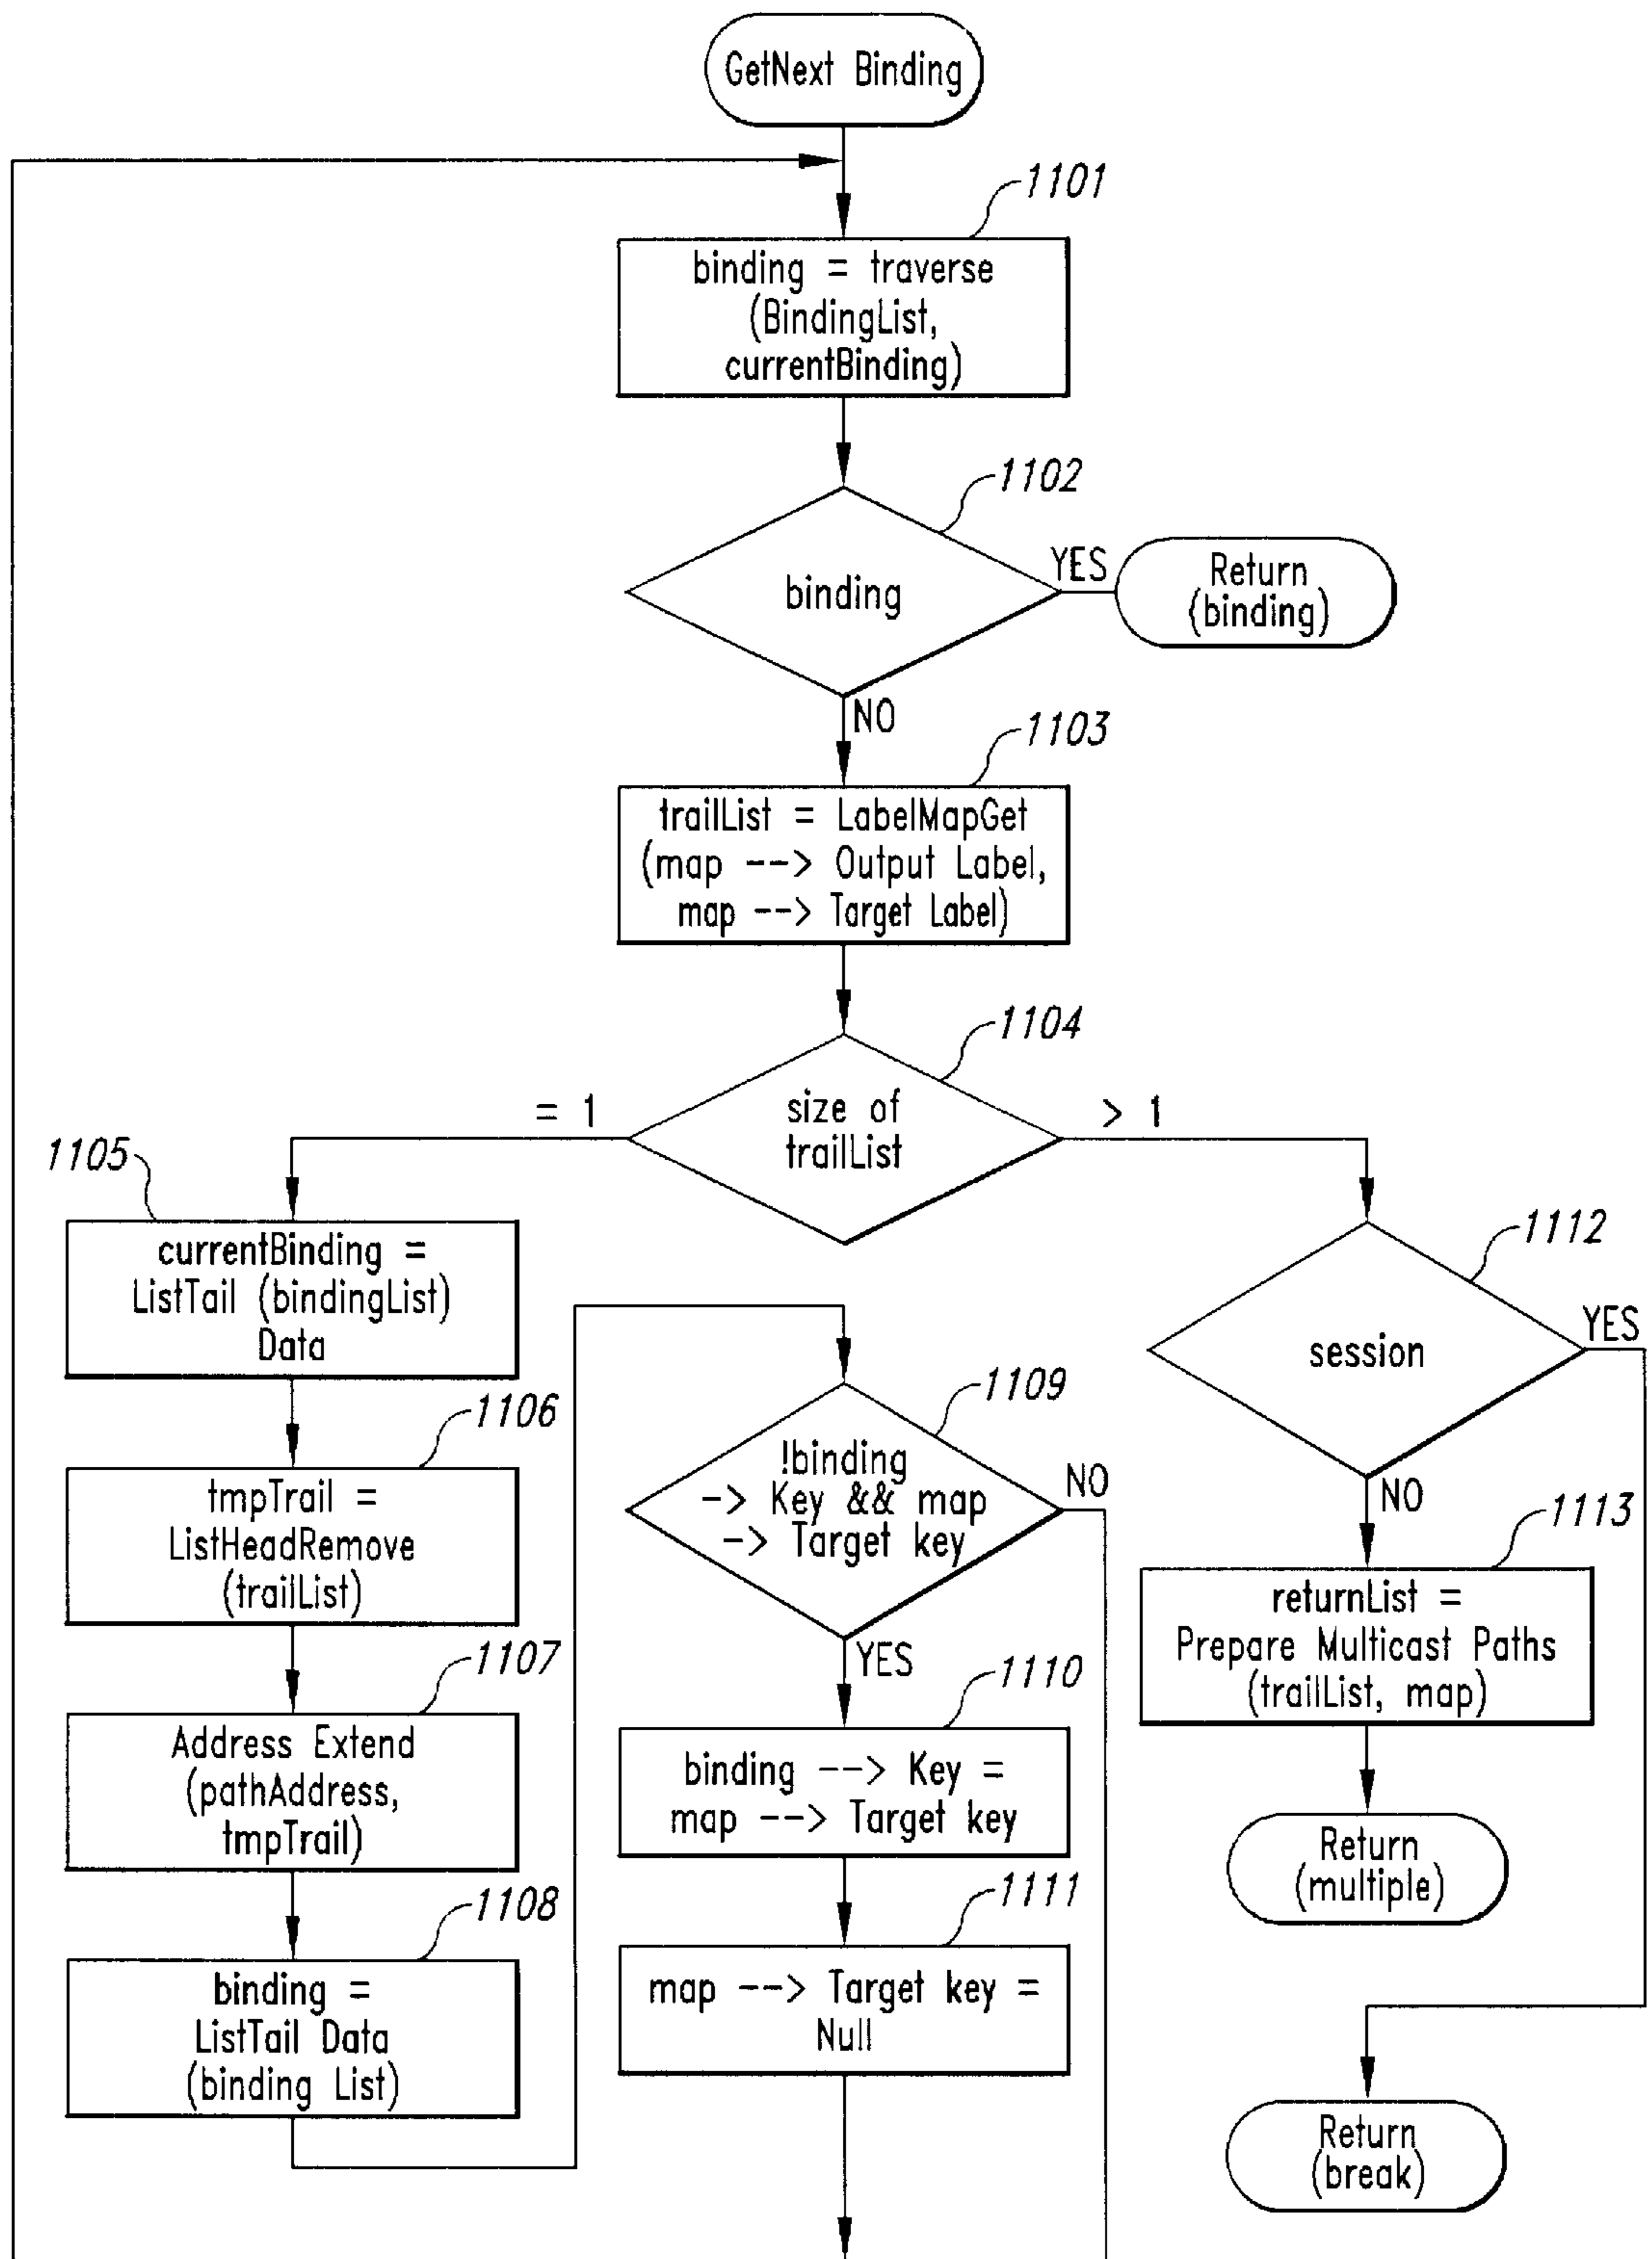 GetNext Binding
1101
binding = traverse
(BindingList,
currentBinding)
1102
binding
YES
Return
(binding)
NO
1103
trailList = LabelMapGet
(map --> Output Label,
map --> Target Label)
1104
size of
trailList
= 1
> 1
1105
currentBinding =
ListTail (bindingList)
Data
1106
tmpTrail =
ListHeadRemove
(trailList)
1107
Address Extend
(pathAddress,
tmpTrail)
1108
binding =
ListTail Data
(binding List)
1109
!binding
-> Key && map
-> Target key
NO
YES
1110
binding --> Key =
map --> Target key
1111
map --> Target key =
Null
1112
session
YES
NO
1113
returnList =
Prepare Multicast Paths
(trailList, map)
Return
(multiple)
Return
(break)